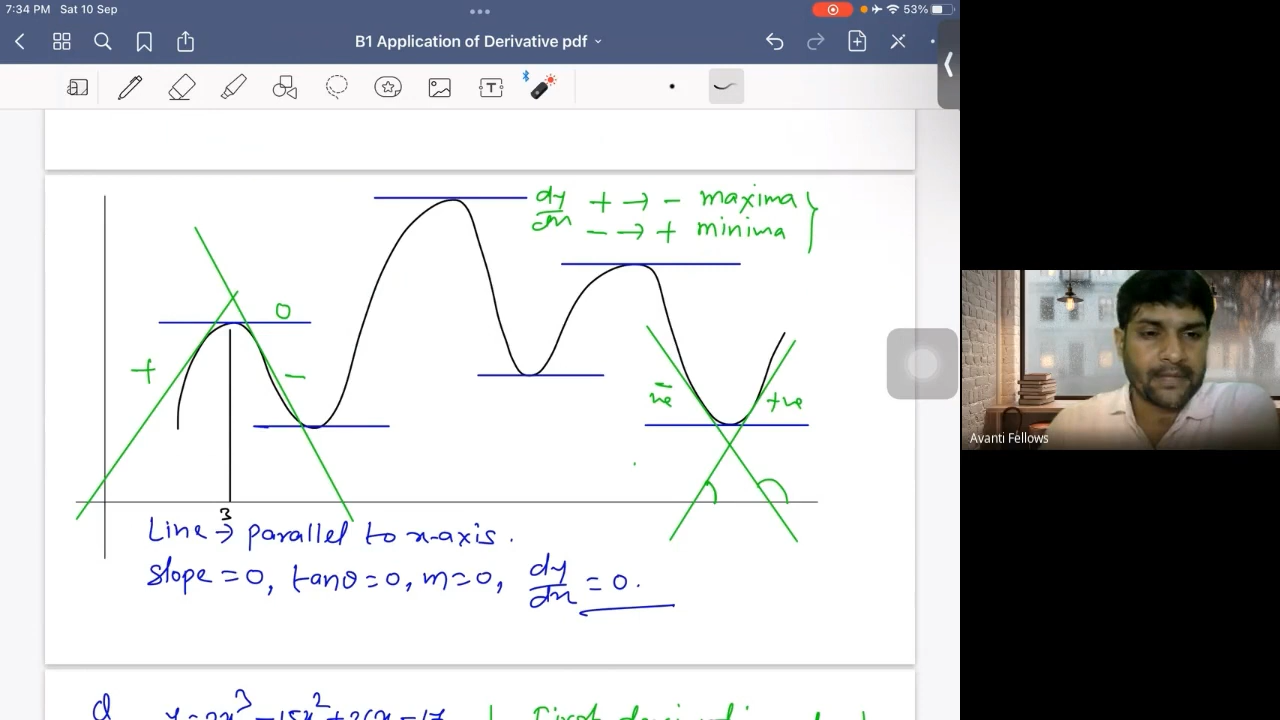 7:34 PM Sat 10 Sep
53%
B1 Application of Derivative pdf
T
dy/dx + → - maxima
- → + minima
0
+
-
-ve
+ve
3
Line → parallel to x-axis.
Slope = 0, tanθ = 0, m = 0, dy/dx = 0.
Avanti Fellows